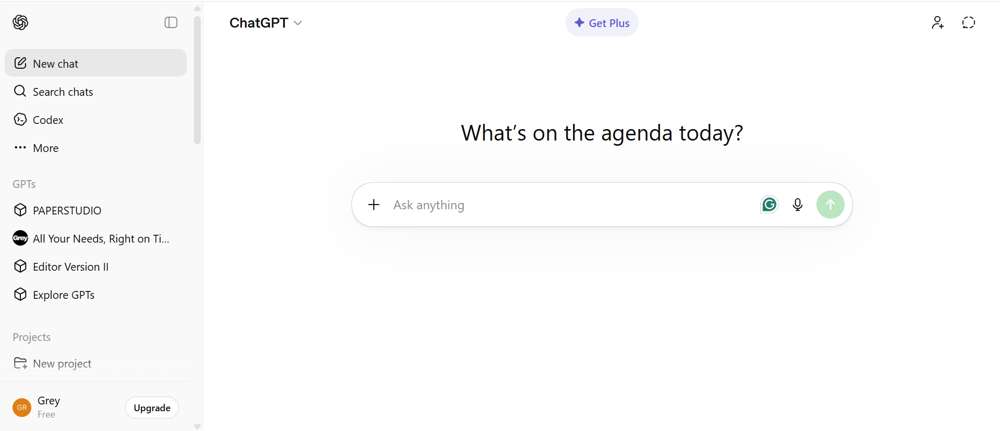 ChatGPT
Get Plus
New chat
Search chats
Codex
More
GPTs
PAPERSTUDIO
Grey
All Your Needs, Right on Ti...
Editor Version II
Explore GPTs
Projects
New project
GR
Grey
Free
Upgrade
What’s on the agenda today?
Ask anything
G